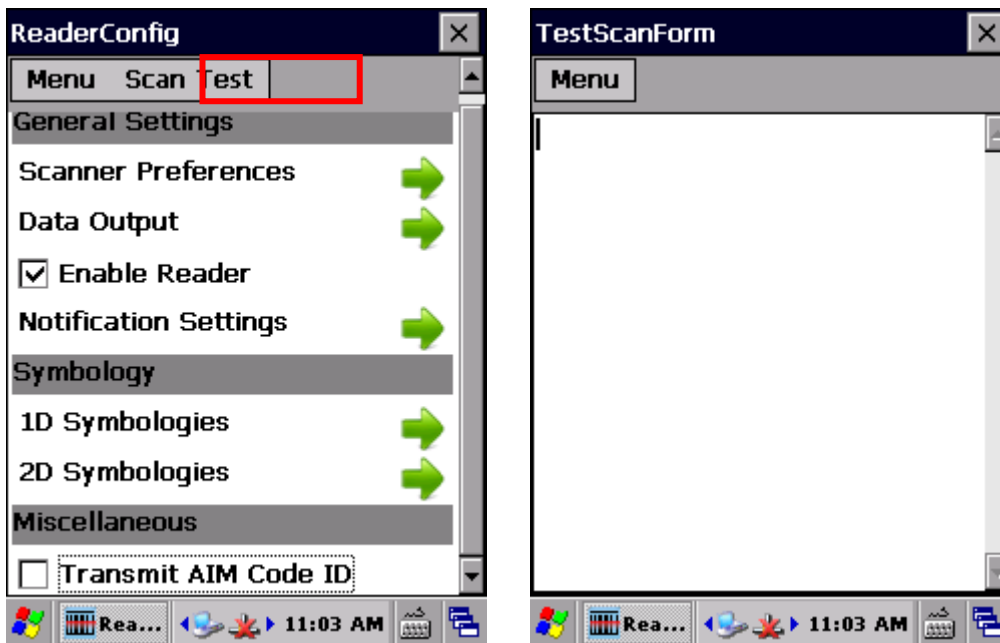 ReaderConfig
Menu Scan Test
General Settings
Scanner Preferences
Data Output
Enable Reader
Notification Settings
Symbology
1D Symbologies
2D Symbologies
Miscellaneous
Transmit AIM Code ID
Rea... 11:03 AM
TestScanForm
Menu
Rea... 11:03 AM